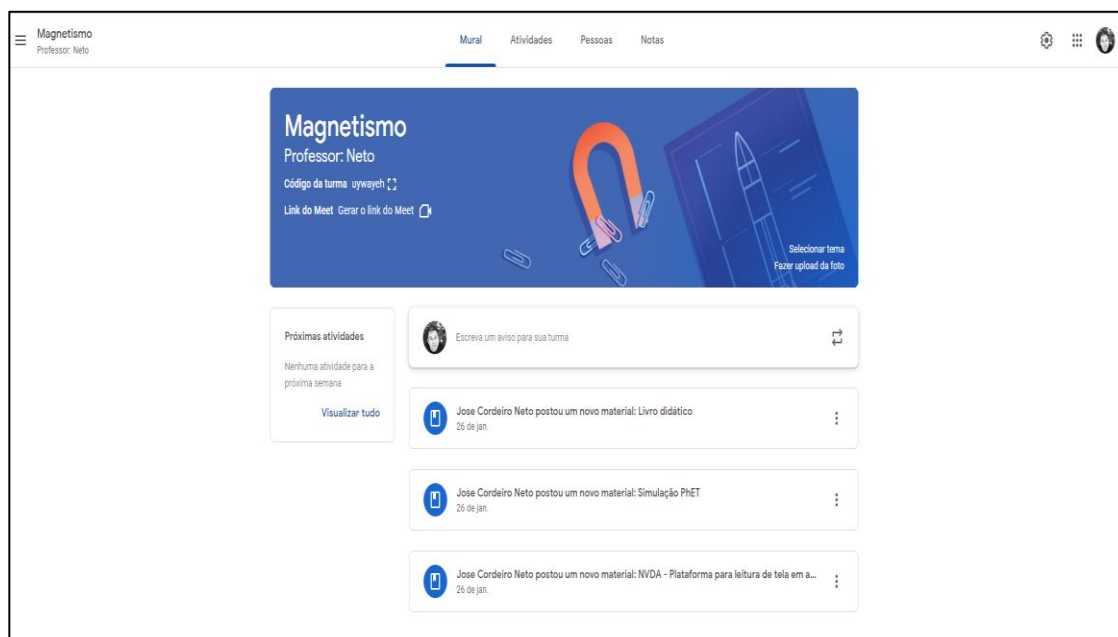 Magnetismo
Professor: Neto
Mural Atividades Pessoas Notas
Magnetismo
Professor: Neto
Código da turma uywayeh
Link do Meet Gerar o link do Meet
Selecionar tema
Fazer upload da foto
Próximas atividades
Nenhuma atividade para a
próxima semana
Visualizar tudo
Escreva um aviso para sua turma
Jose Cordeiro Neto postou um novo material: Livro didático
26 de jan.
Jose Cordeiro Neto postou um novo material: Simulação PhET
26 de jan.
Jose Cordeiro Neto postou um novo material: NVDA - Plataforma para leitura de tela em a...
26 de jan.